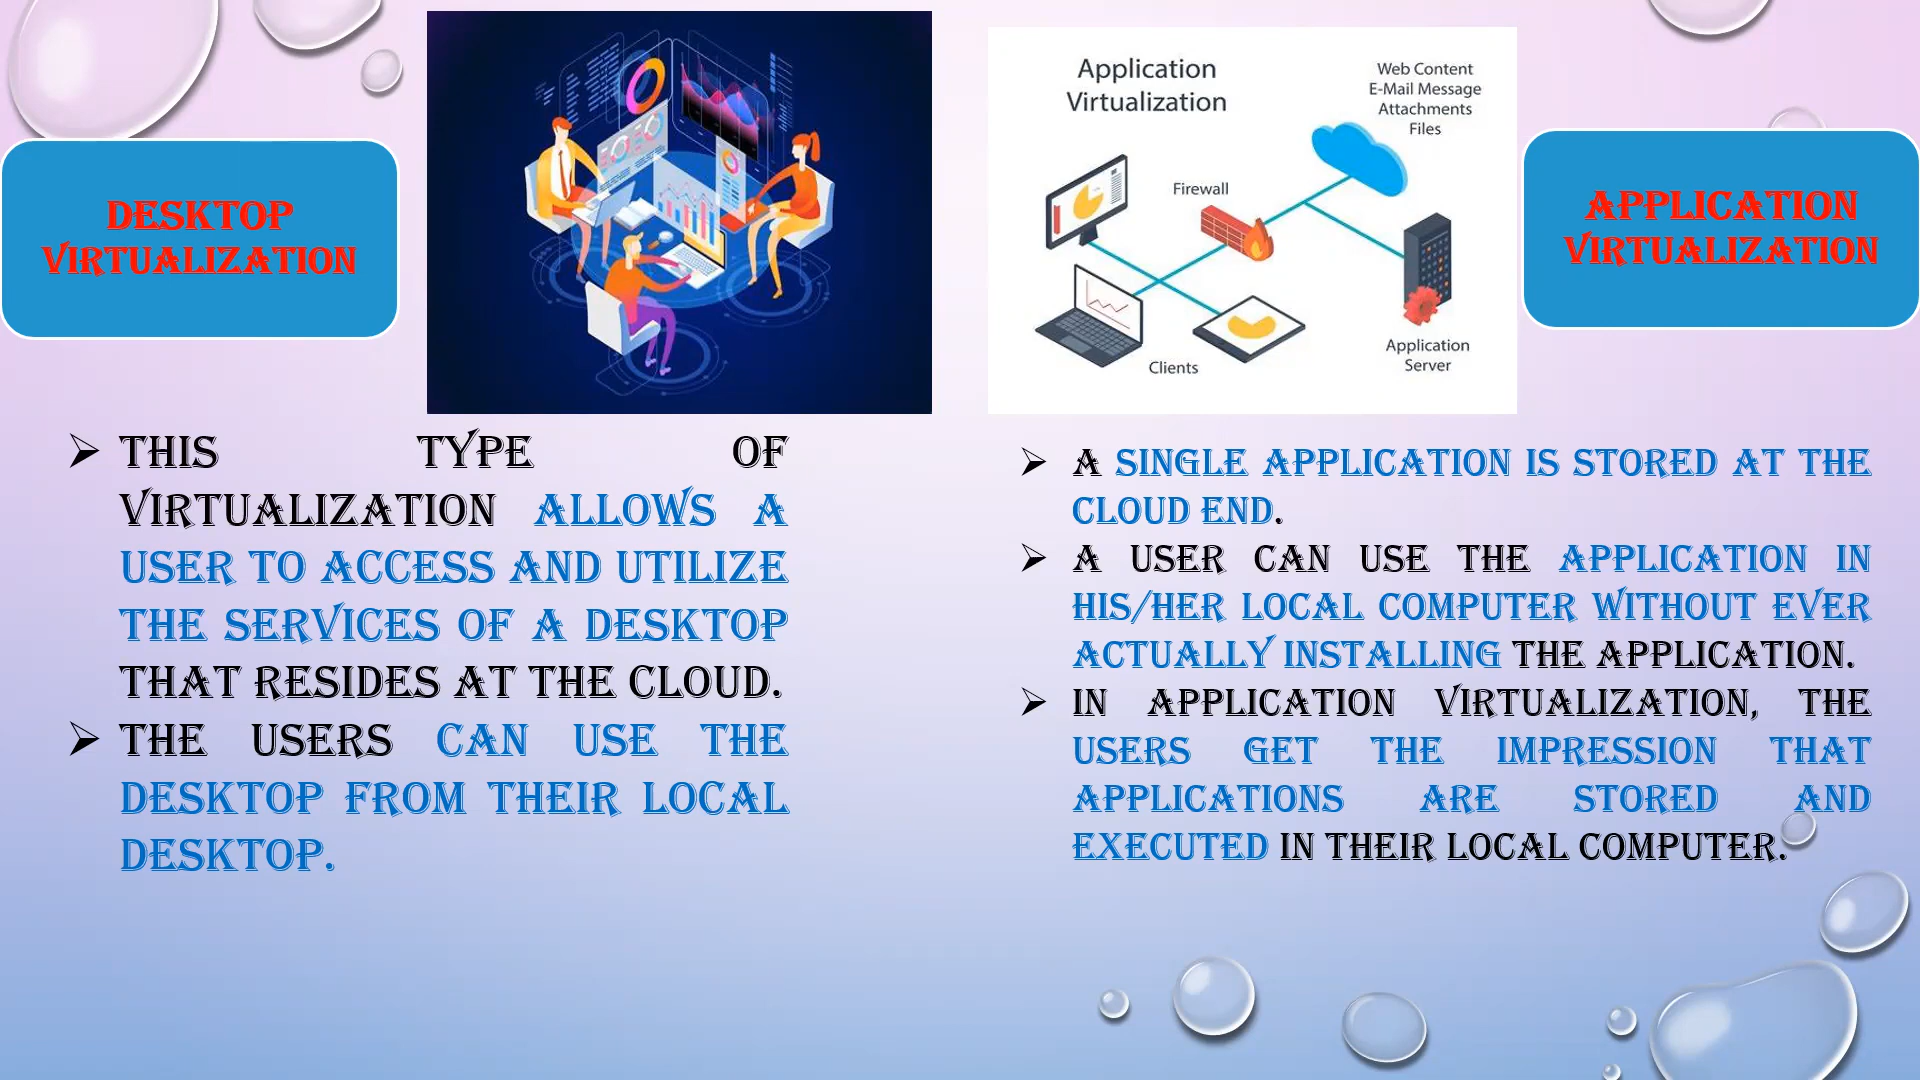 DESKTOP
VIRTUALIZATION
Application
Virtualization
Web Content
E-Mail Message
Attachments
Files
Firewall
Clients
Application
Server
APPLICATION
VIRTUALIZATION
➢ THIS TYPE OF
VIRTUALIZATION ALLOWS A
USER TO ACCESS AND UTILIZE
THE SERVICES OF A DESKTOP
THAT RESIDES AT THE CLOUD.
➢ THE USERS CAN USE THE
DESKTOP FROM THEIR LOCAL
DESKTOP.
➢ A SINGLE APPLICATION IS STORED AT THE
CLOUD END.
➢ A USER CAN USE THE APPLICATION IN
HIS/HER LOCAL COMPUTER WITHOUT EVER
ACTUALLY INSTALLING THE APPLICATION.
➢ IN APPLICATION VIRTUALIZATION, THE
USERS GET THE IMPRESSION THAT
APPLICATIONS ARE STORED AND
EXECUTED IN THEIR LOCAL COMPUTER.